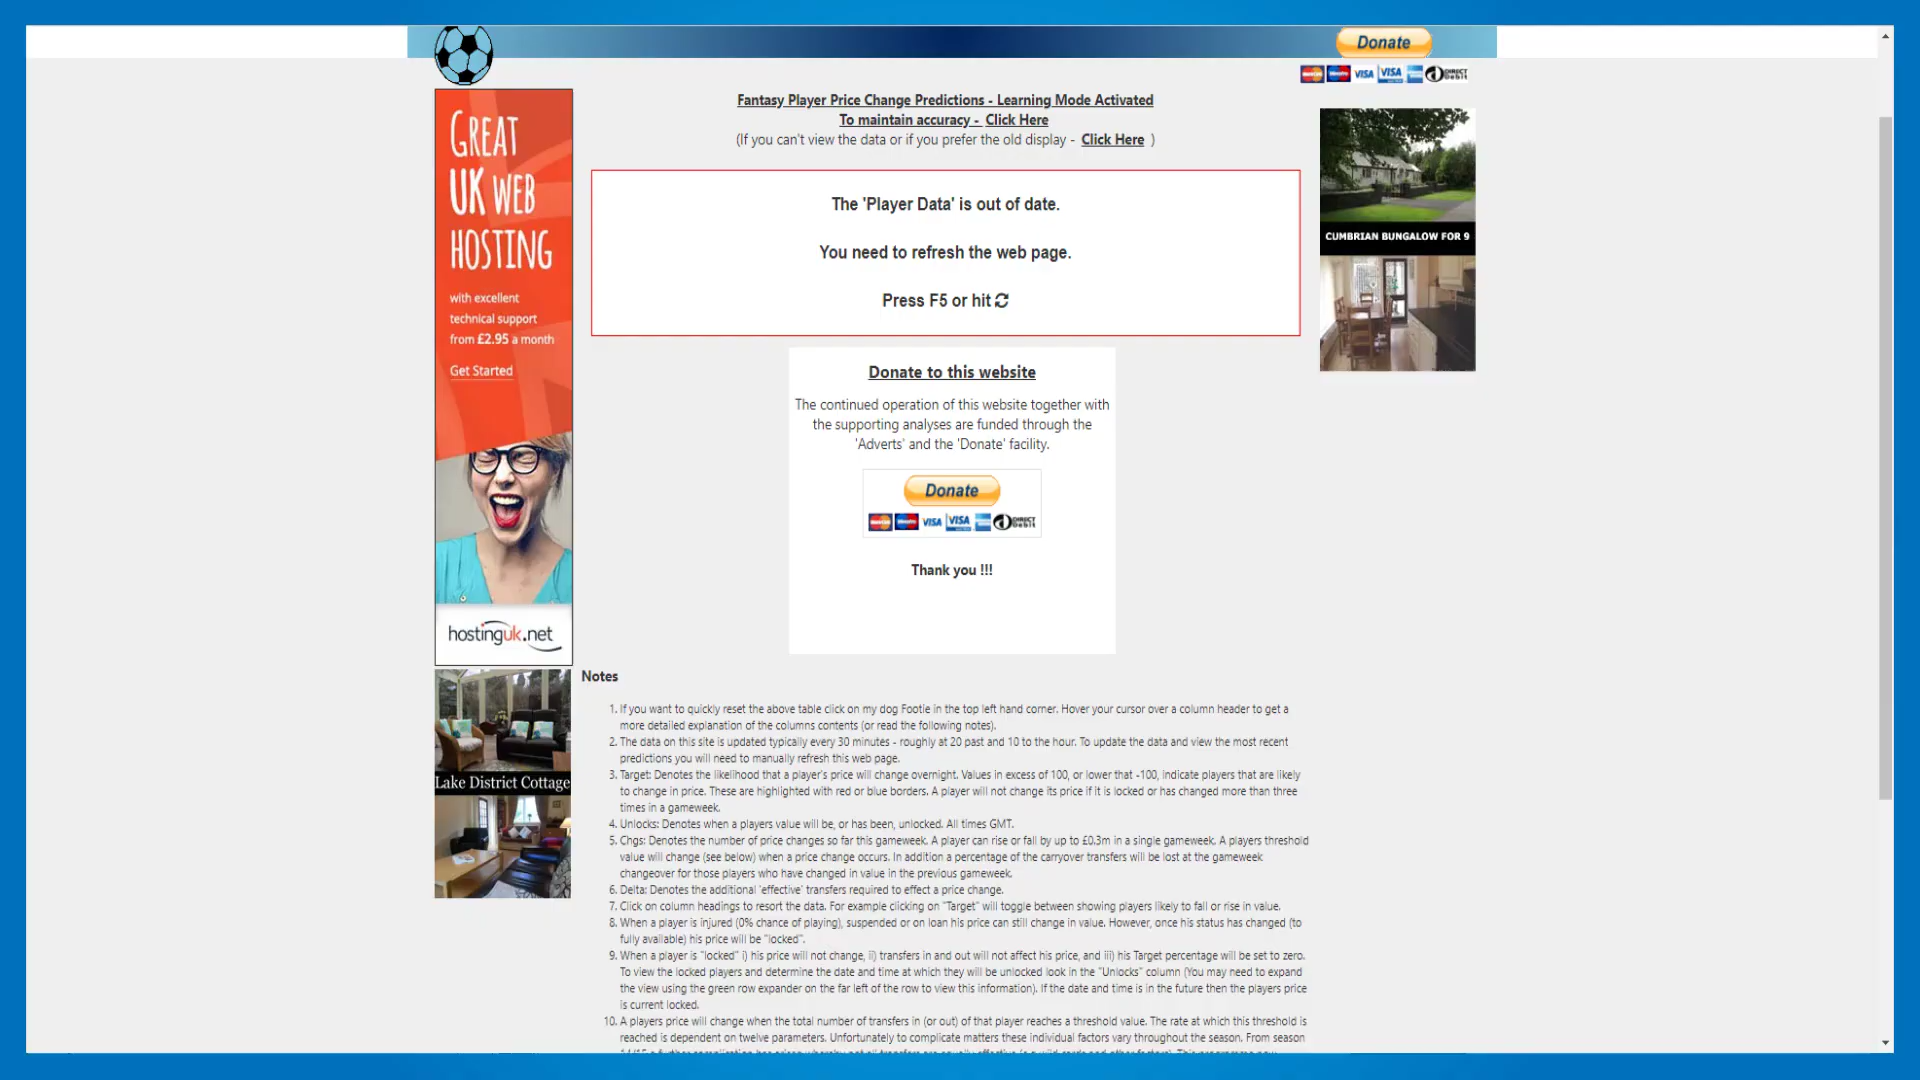 Donate
MasterCard VISA VISA DIRECT Debit
Fantasy Player Price Change Predictions - Learning Mode Activated
To maintain accuracy - Click Here
(If you can't view the data or if you prefer the old display - Click Here )
GREAT
UK WEB
HOSTING
with excellent
technical support
from £2.95 a month
Get Started
hostinguk.net
The 'Player Data' is out of date.
You need to refresh the web page.
Press F5 or hit
CUMBRIAN BUNGALOW FOR 9
Donate to this website
The continued operation of this website together with
the supporting analyses are funded through the
'Adverts' and the 'Donate' facility.
Donate
MasterCard VISA VISA DIRECT Debit
Thank you !!!
Lake District Cottage
Notes
1. If you want to quickly reset the above table click on my dog Footie in the top left hand corner. Hover your cursor over a column header to get a
more detailed explanation of the columns contents (or read the following notes).
2. The data on this site is updated typically every 30 minutes - roughly at 20 past and 10 to the hour. To update the data and view the most recent
predictions you will need to manually refresh this web page.
3. Target: Denotes the likelihood that a player's price will change overnight. Values in excess of 100, or lower that -100, indicate players that are likely
to change in price. These are highlighted with red or blue borders. A player will not change its price if it is locked or has changed more than three
times in a gameweek.
4. Unlocks: Denotes when a players value will be, or has been, unlocked. All times GMT.
5. Chgs: Denotes the number of price changes so far this gameweek. A player can rise or fall by up to £0.3m in a single gameweek. A players threshold
value will change (see below) when a price change occurs. In addition a percentage of the carryover transfers will be lost at the gameweek
changeover for those players who have changed in value in the previous gameweek.
6. Delta: Denotes the additional 'effective' transfers required to effect a price change.
7. Click on column headings to resort the data. For example clicking on "Target" will toggle between showing players likely to fall or rise in value.
8. When a player is injured (0% chance of playing), suspended or on loan his price can still change in value. However, once his status has changed (to
fully available) his price will be "locked".
9. When a player is "locked" i) his price will not change, ii) transfers in and out will not affect his price, and iii) his Target percentage will be set to zero.
To view the locked players and determine the date and time at which they will be unlocked look in the "Unlocks" column (You may need to expand
the view using the green row expander on the far left of the row to view this information). If the date and time is in the future then the players price
is current locked.
10. A players price will change when the total number of transfers in (or out) of that player reaches a threshold value. The rate at which this threshold is
reached is dependent on twelve parameters. Unfortunately to complicate matters these individual factors vary throughout the season. From season